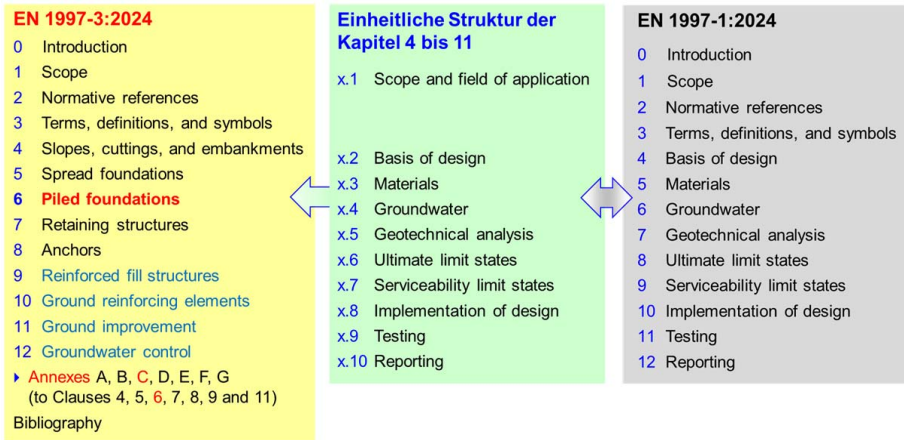 EN 1997-3:2024
0 Introduction
1 Scope
2 Normative references
3 Terms, definitions, and symbols
4 Slopes, cuttings, and embankments
5 Spread foundations
6 Piled foundations
7 Retaining structures
8 Anchors
9 Reinforced fill structures
10 Ground reinforcing elements
11 Ground improvement
12 Groundwater control
Annexes A, B, C, D, E, F, G
(to Clauses 4, 5, 6, 7, 8, 9 and 11)
Bibliography
Einheitliche Struktur der
Kapitel 4 bis 11
x.1 Scope and field of application
x.2 Basis of design
x.3 Materials
x.4 Groundwater
x.5 Geotechnical analysis
x.6 Ultimate limit states
x.7 Serviceability limit states
x.8 Implementation of design
x.9 Testing
x.10 Reporting
EN 1997-1:2024
0 Introduction
1 Scope
2 Normative references
3 Terms, definitions, and symbols
4 Basis of design
5 Materials
6 Groundwater
7 Geotechnical analysis
8 Ultimate limit states
9 Serviceability limit states
10 Implementation of design
11 Testing
12 Reporting